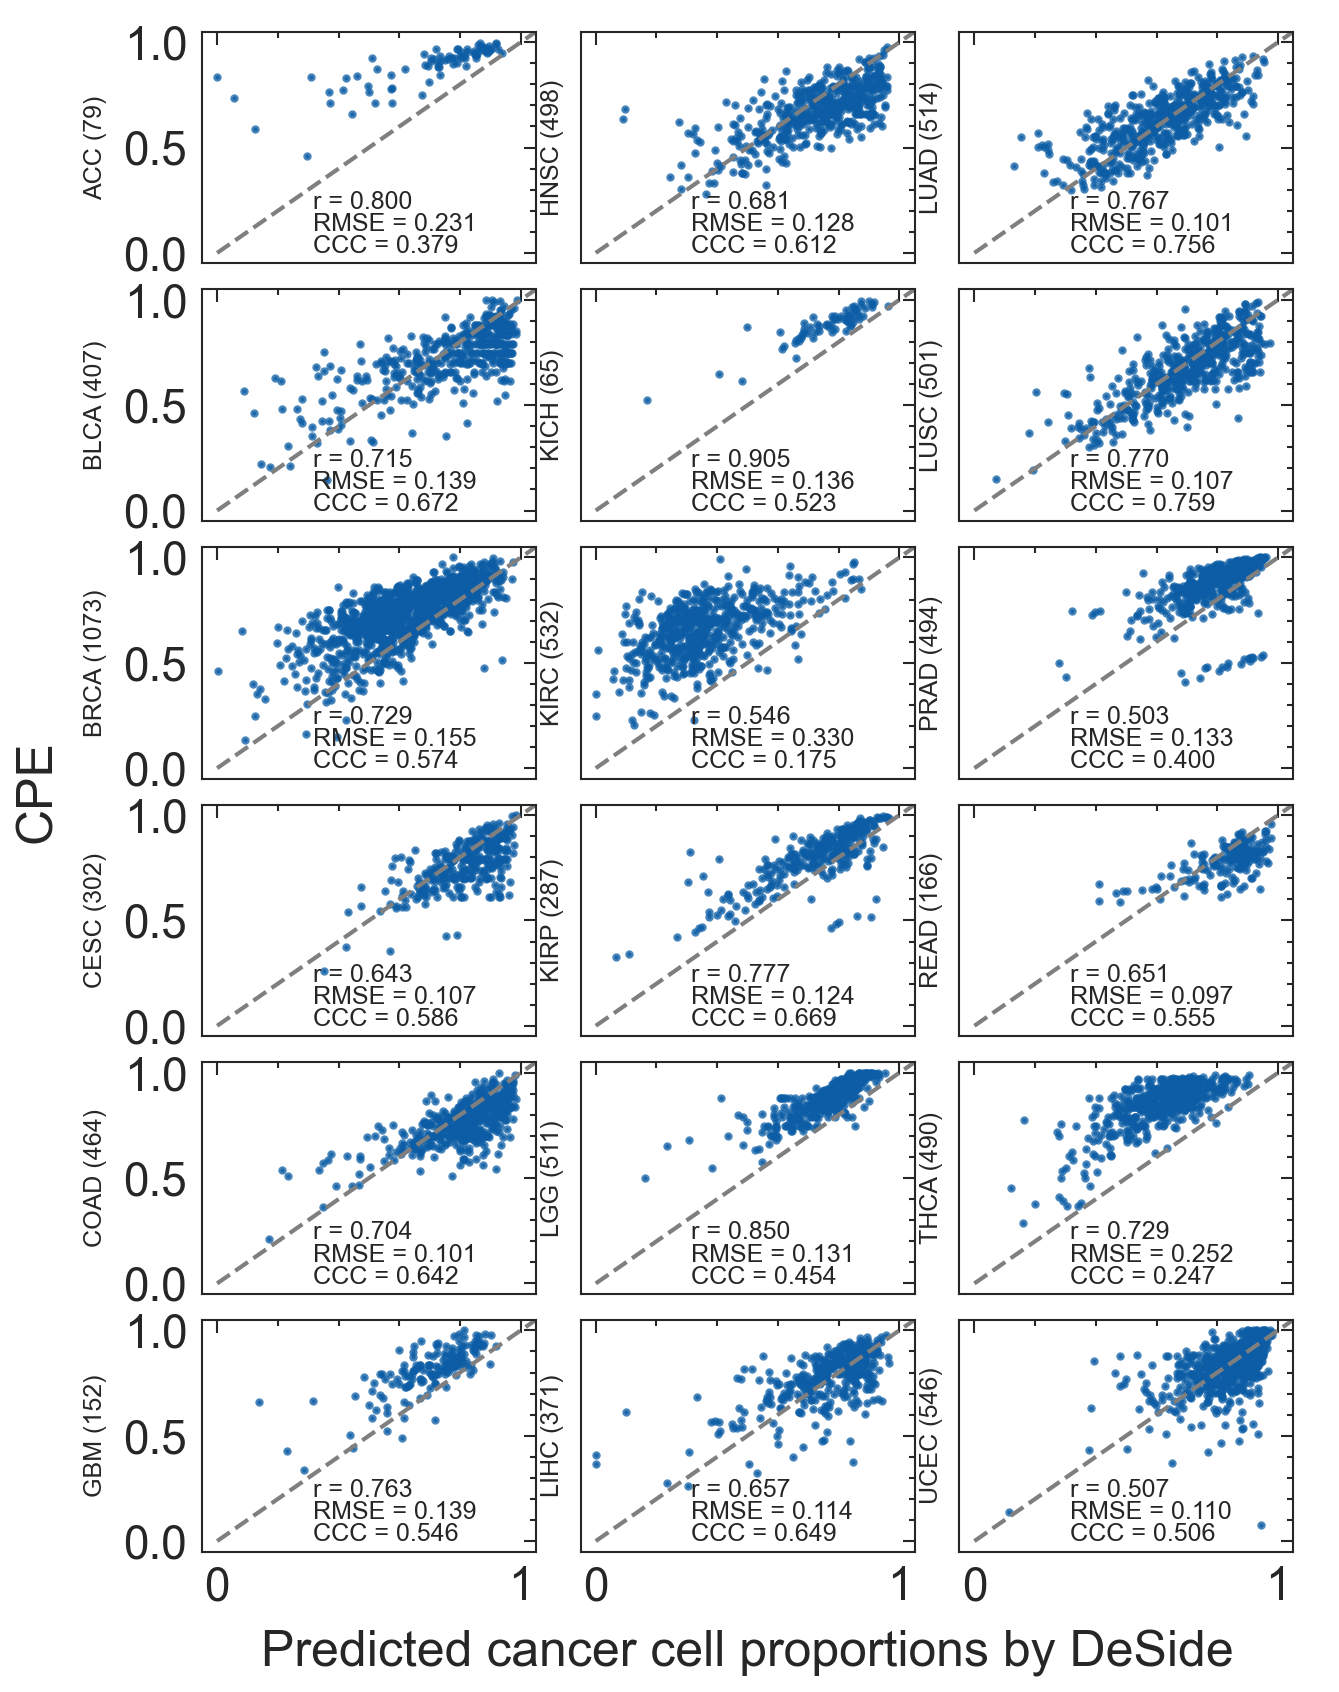 CPE
ACC (79)
1.0
0.5
0.0
r = 0.800
RMSE = 0.231
CCC = 0.379
HNSC (498)
r = 0.681
RMSE = 0.128
CCC = 0.612
LUAD (514)
r = 0.767
RMSE = 0.101
CCC = 0.756
BLCA (407)
1.0
0.5
0.0
r = 0.715
RMSE = 0.139
CCC = 0.672
KICH (65)
r = 0.905
RMSE = 0.136
CCC = 0.523
LUSC (501)
r = 0.770
RMSE = 0.107
CCC = 0.759
BRCA (1073)
1.0
0.5
0.0
r = 0.729
RMSE = 0.155
CCC = 0.574
KIRC (532)
r = 0.546
RMSE = 0.330
CCC = 0.175
PRAD (494)
r = 0.503
RMSE = 0.133
CCC = 0.400
CESC (302)
1.0
0.5
0.0
r = 0.643
RMSE = 0.107
CCC = 0.586
KIRP (287)
r = 0.777
RMSE = 0.124
CCC = 0.669
READ (166)
r = 0.651
RMSE = 0.097
CCC = 0.555
COAD (464)
1.0
0.5
0.0
r = 0.704
RMSE = 0.101
CCC = 0.642
LGG (511)
r = 0.850
RMSE = 0.131
CCC = 0.454
THCA (490)
r = 0.729
RMSE = 0.252
CCC = 0.247
GBM (152)
1.0
0.5
0.0
r = 0.763
RMSE = 0.139
CCC = 0.546
LIHC (371)
r = 0.657
RMSE = 0.114
CCC = 0.649
UCEC (546)
r = 0.507
RMSE = 0.110
CCC = 0.506
0 1 0 1 0 1
Predicted cancer cell proportions by DeSide